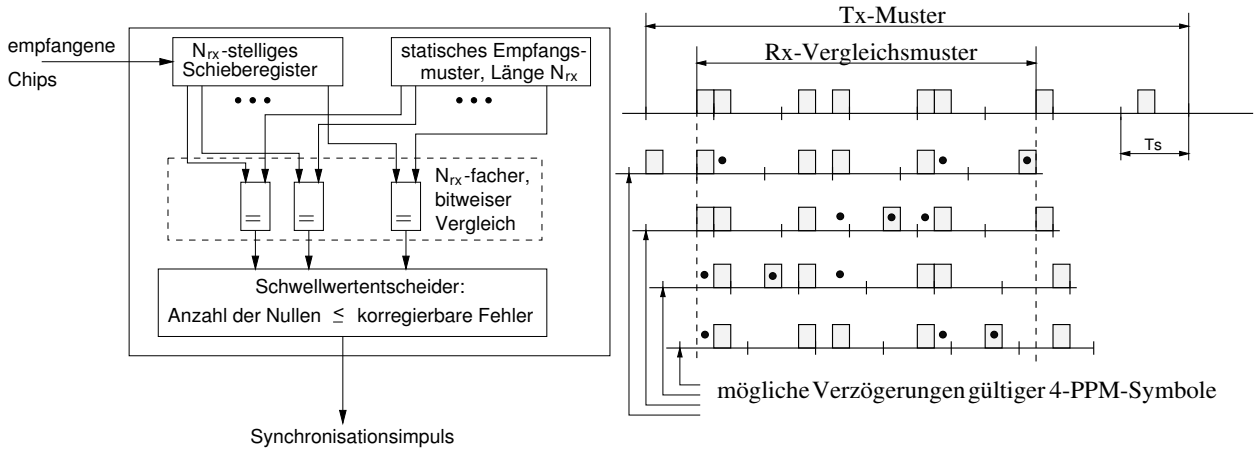 empfangene
Chips
Nrx-stelliges
Schieberegister
statisches Empfangs-
muster, Länge Nrx
Nrx-facher,
bitweiser
Vergleich
=
=
=
Schwellwertentscheider:
Anzahl der Nullen ≤ korregierbare Fehler
Synchronisationsimpuls
Tx-Muster
Rx-Vergleichsmuster
Ts
mögliche Verzögerungen gültiger 4-PPM-Symbole